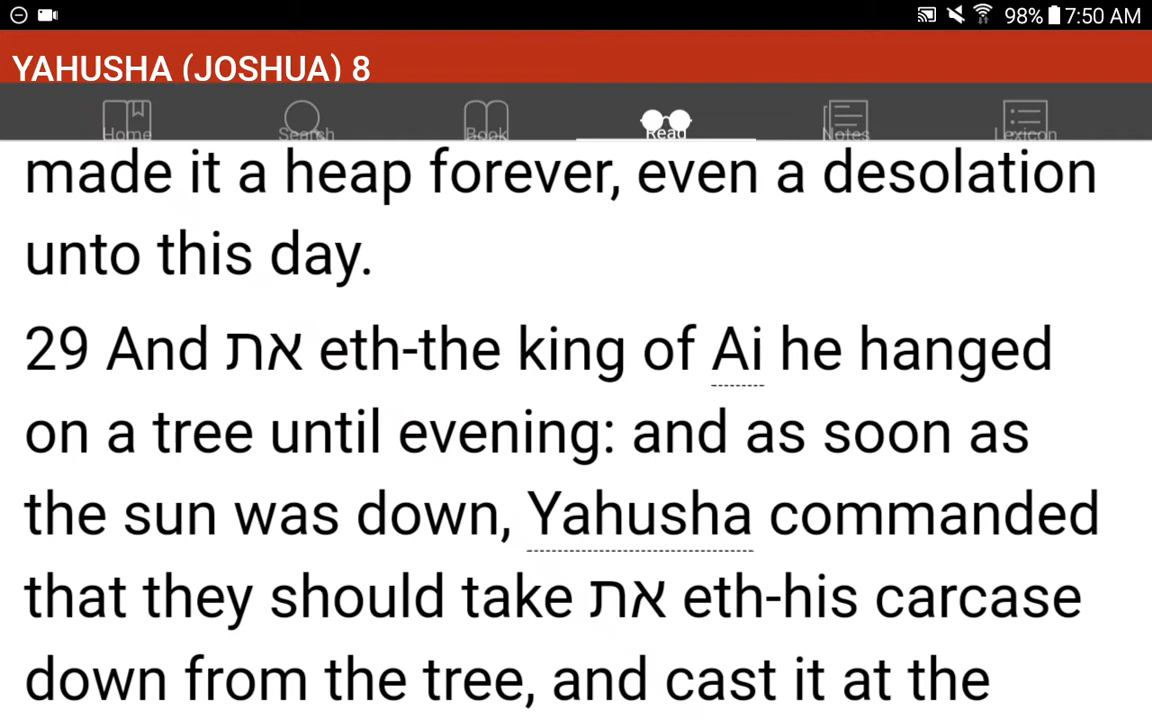 98% 7:50 AM
YAHUSHA (JOSHUA) 8
Home Search Book Read Notes Lexicon
made it a heap forever, even a desolation
unto this day.
29 And את eth-the king of Ai he hanged
on a tree until evening: and as soon as
the sun was down, Yahusha commanded
that they should take את eth-his carcase
down from the tree, and cast it at the